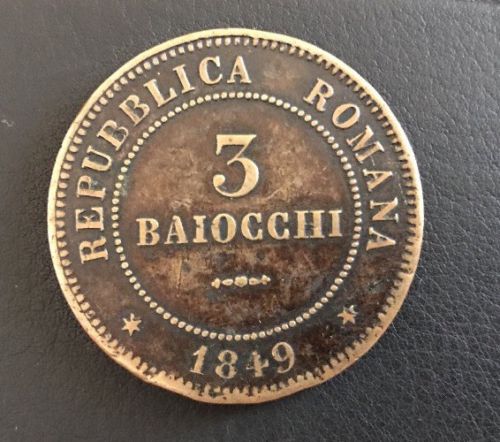 REPUBBLICA ROMANA
3
BAIOCCHI
1849